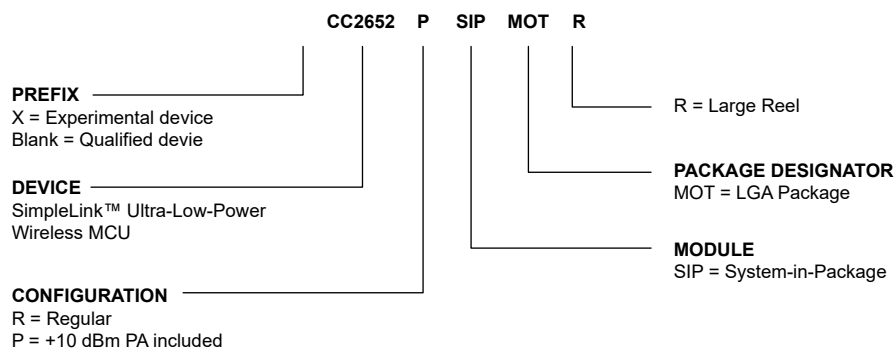 CC2652 P SIP MOT R
PREFIX
X = Experimental device
Blank = Qualified devie
DEVICE
SimpleLink™ Ultra-Low-Power
Wireless MCU
CONFIGURATION
R = Regular
P = +10 dBm PA included
R = Large Reel
PACKAGE DESIGNATOR
MOT = LGA Package
MODULE
SIP = System-in-Package